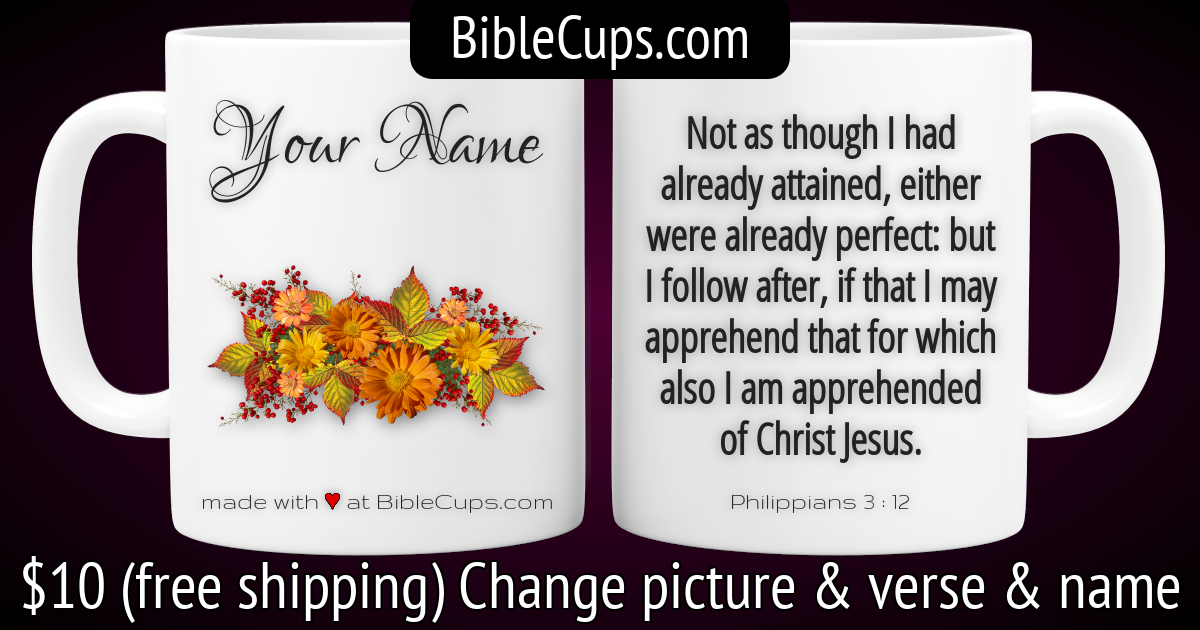 BibleCups.com
Your Name
made with ♥ at BibleCups.com
Not as though I had
already attained, either
were already perfect: but
I follow after, if that I may
apprehend that for which
also I am apprehended
of Christ Jesus.
Philippians 3 : 12
$10 (free shipping) Change picture & verse & name